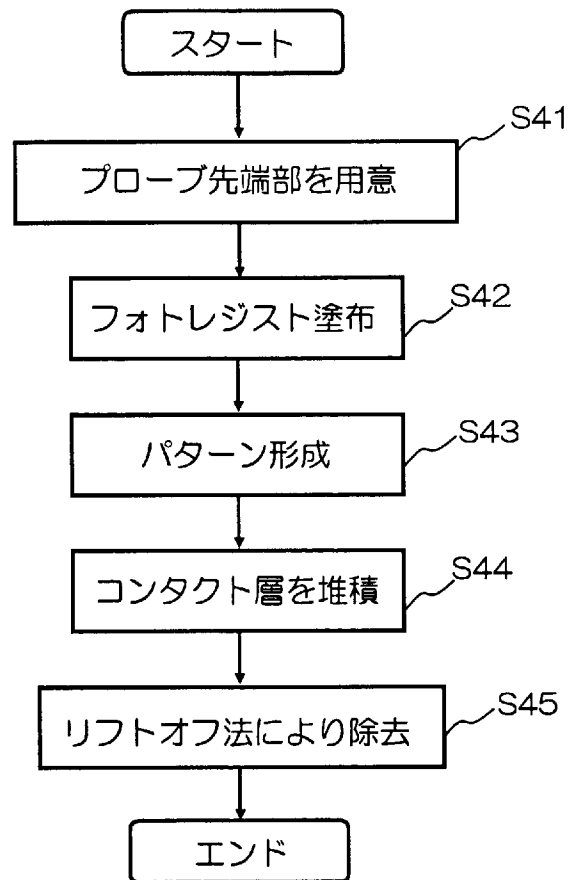 スタート
S41
プローブ先端部を用意
S42
フォトレジスト塗布
S43
パターン形成
S44
コンタクト層を堆積
S45
リフトオフ法により除去
エンド